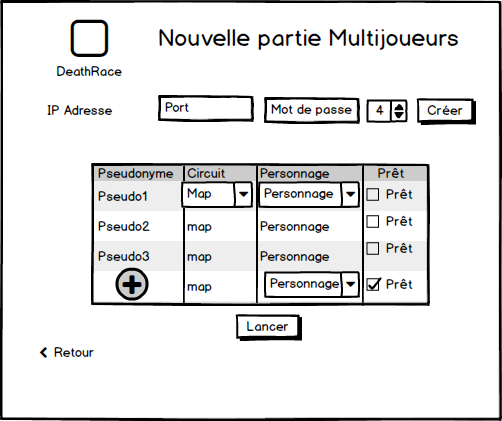 Nouvelle partie Multijoueurs
DeathRace
IP Adresse Port Mot de passe 4 Créer
Pseudonyme Circuit Personnage Prêt
Pseudo1 Map Personnage Prêt
Pseudo2 map Personnage Prêt
Pseudo3 map Personnage Prêt
map Personnage Prêt
Lancer
Retour